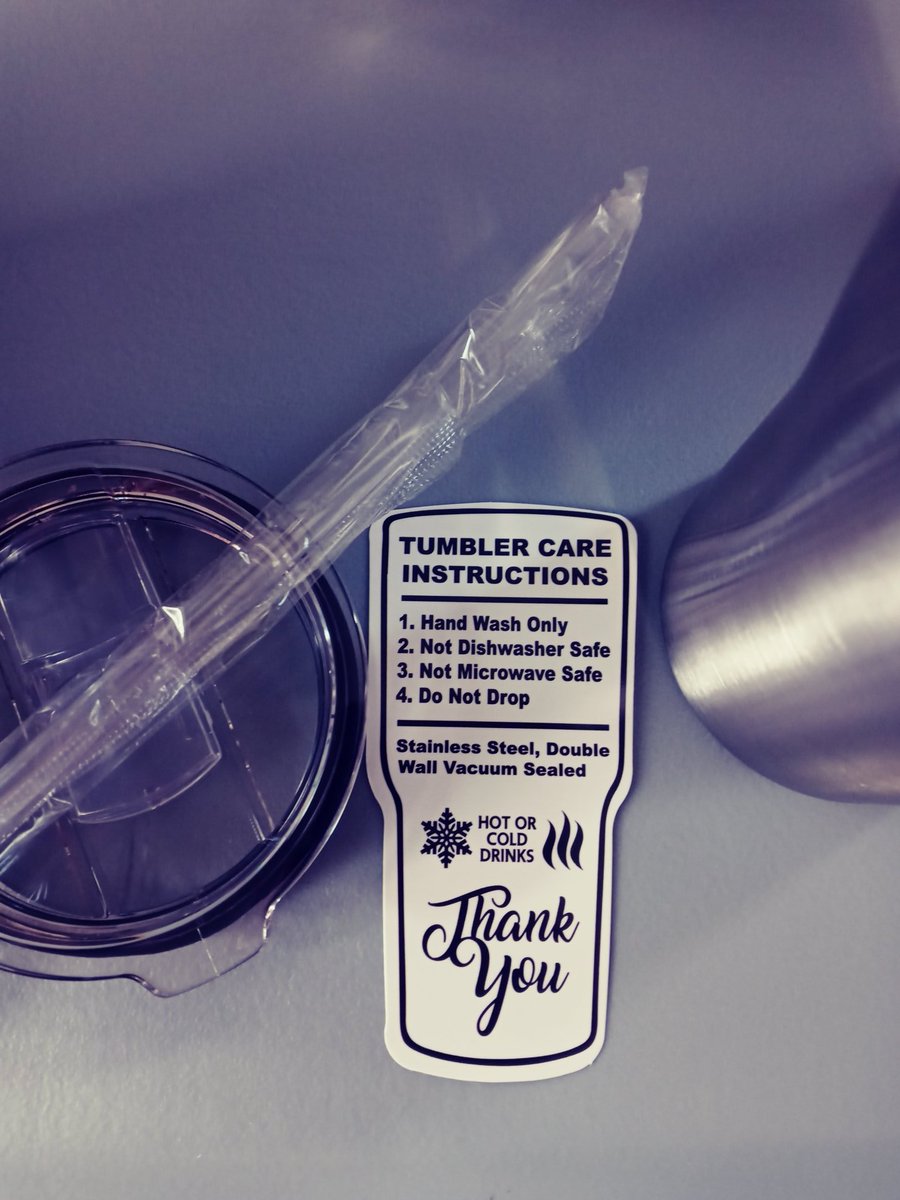 TUMBLER CARE
INSTRUCTIONS
1. Hand Wash Only
2. Not Dishwasher Safe
3. Not Microwave Safe
4. Do Not Drop
Stainless Steel, Double
Wall Vacuum Sealed
HOT OR
COLD
DRINKS
Thank
You